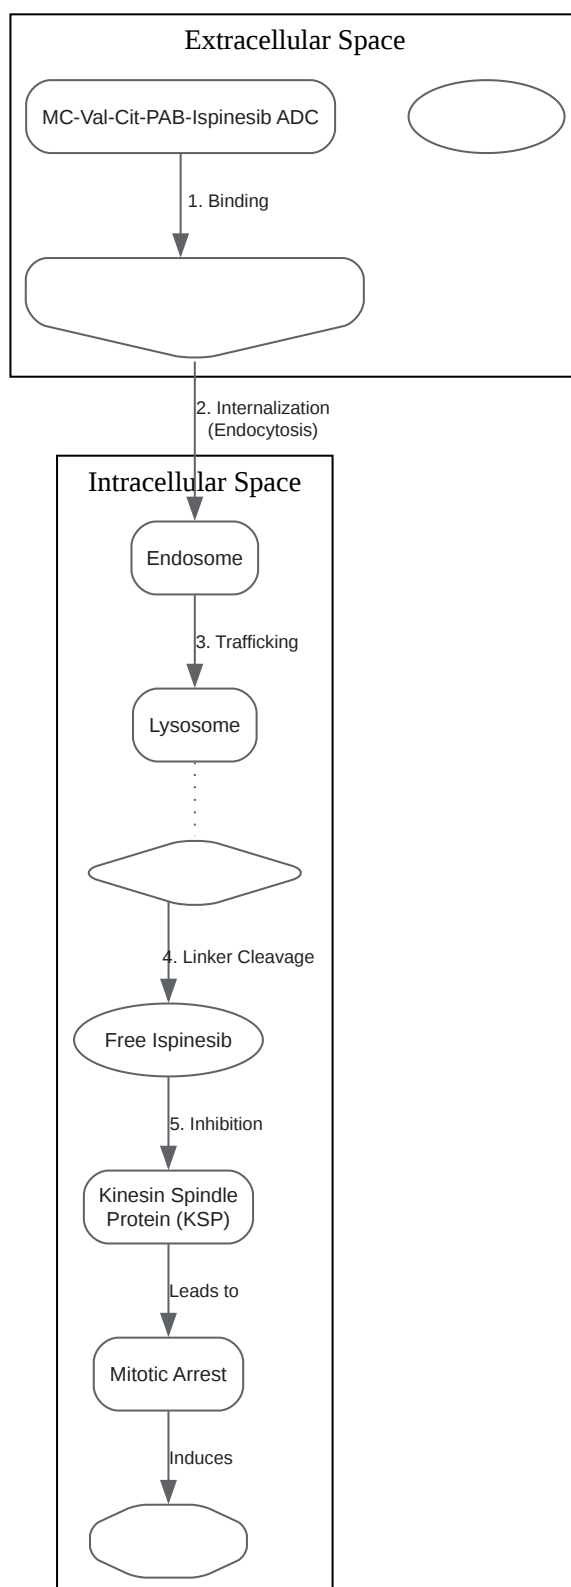 Extracellular Space
MC-Val-Cit-PAB-Ispinesib ADC
1. Binding
2. Internalization
(Endocytosis)
Intracellular Space
Endosome
3. Trafficking
Lysosome
4. Linker Cleavage
Free Ispinesib
5. Inhibition
Kinesin Spindle
Protein (KSP)
Leads to
Mitotic Arrest
Induces